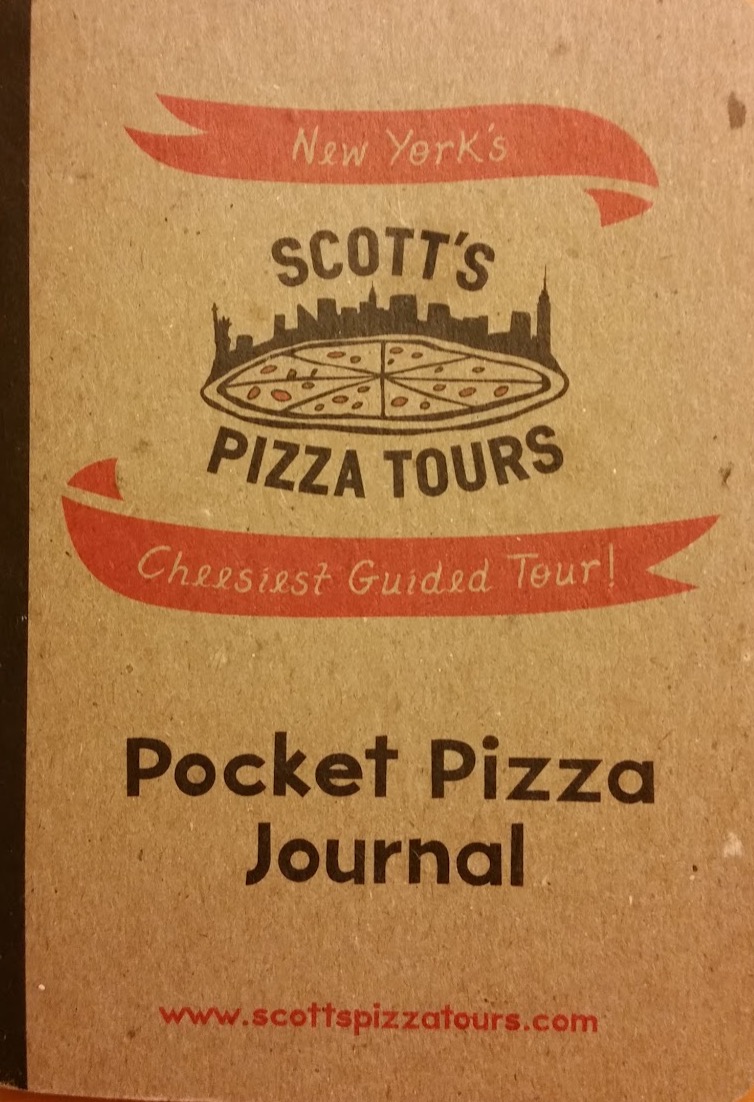 New York's
SCOTT'S
PIZZA TOURS
Cheesiest Guided Tour!
Pocket Pizza
Journal
www.scottspizzatours.com